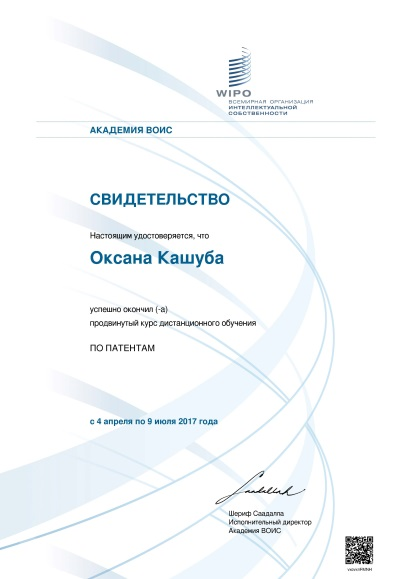 WIPO
ВСЕМИРНАЯ ОРГАНИЗАЦИЯ
ИНТЕЛЛЕКТУАЛЬНОЙ
СОБСТВЕННОСТИ
АКАДЕМИЯ ВОИС
СВИДЕТЕЛЬСТВО
Настоящим удостоверяется, что
Оксана Кашуба
успешно окончил (-а)
продвинутый курс дистанционного обучения
ПО ПАТЕНТАМ
с 4 апреля по 9 июля 2017 года
Шериф Саадалла
Исполнительный директор
Академия ВОИС